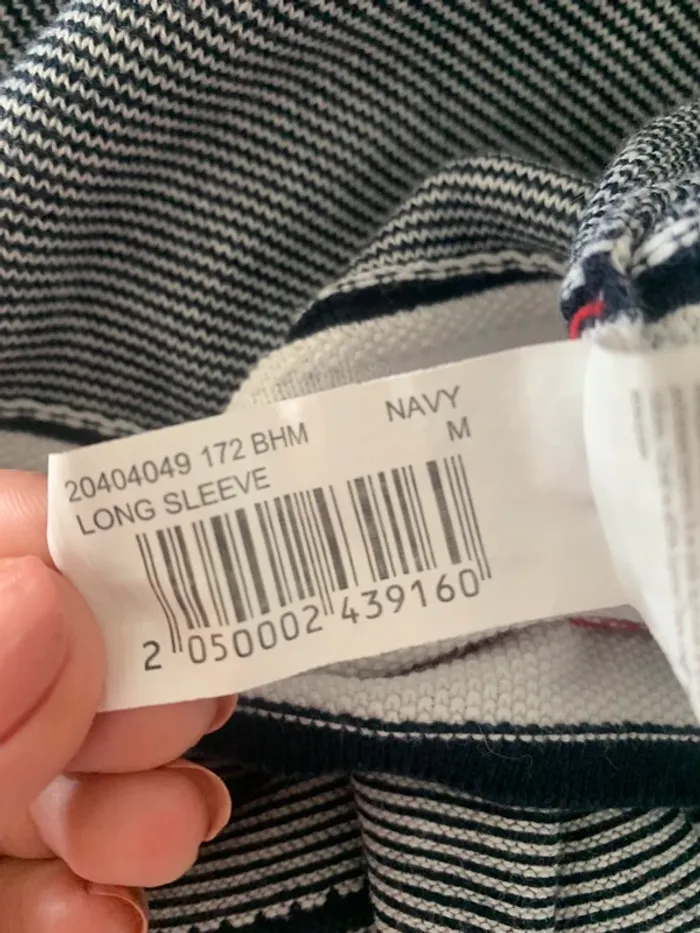 20404049 172 BHM NAVY
LONG SLEEVE M
2 050002 439160